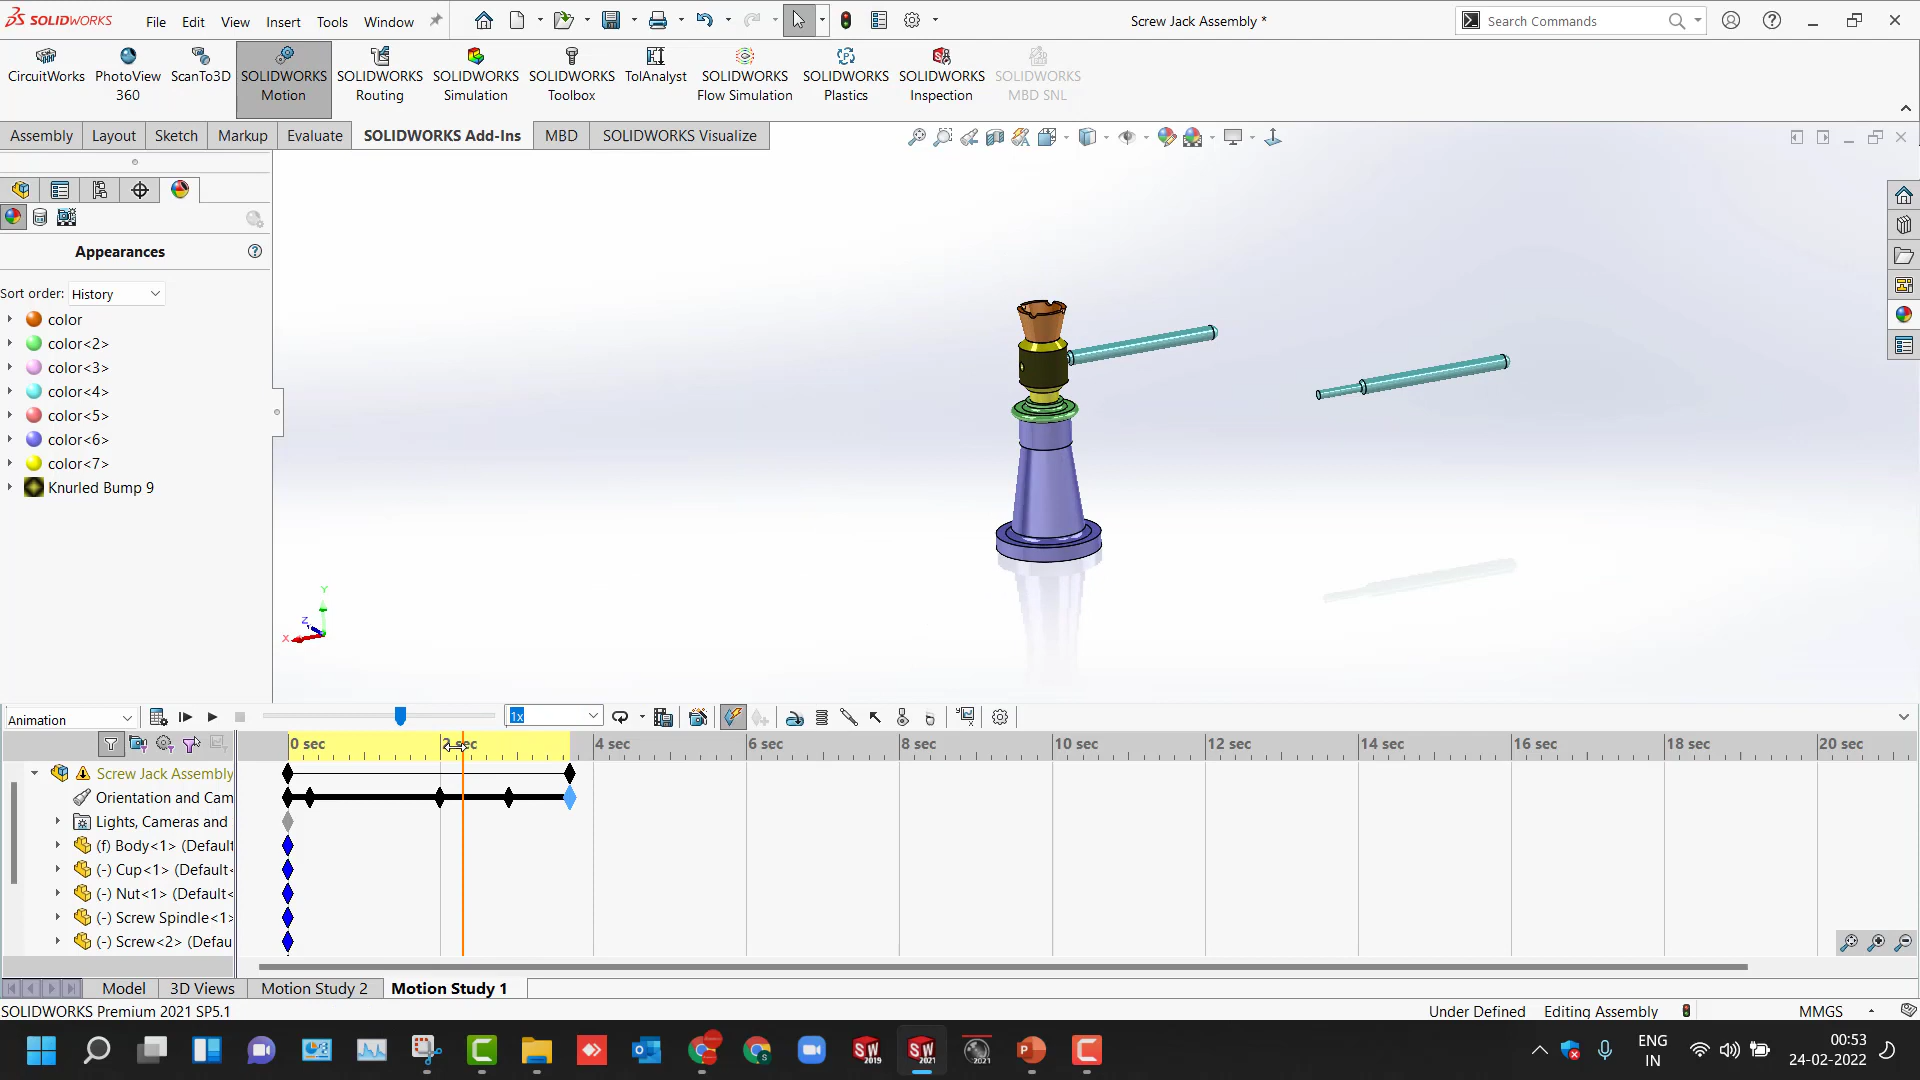 SOLIDWORKS File Edit View Insert Tools Window Screw Jack Assembly * Search Commands
CircuitWorks PhotoView 360 ScanTo3D SOLIDWORKS Motion SOLIDWORKS Routing SOLIDWORKS Simulation SOLIDWORKS Toolbox TolAnalyst SOLIDWORKS Flow Simulation SOLIDWORKS Plastics SOLIDWORKS Inspection SOLIDWORKS MBD SNL
Assembly Layout Sketch Markup Evaluate SOLIDWORKS Add-Ins MBD SOLIDWORKS Visualize
Appearances
Sort order: History
color
color<2>
color<3>
color<4>
color<5>
color<6>
color<7>
Knurled Bump 9
Y
Z
X
Animation 1x
0 sec 2 sec 4 sec 6 sec 8 sec 10 sec 12 sec 14 sec 16 sec 18 sec 20 sec
Screw Jack Assembly
Orientation and Cam
Lights, Cameras and
(f) Body<1> (Default
(-) Cup<1> (Default<
(-) Nut<1> (Default<
(-) Screw Spindle<1>
(-) Screw<2> (Defau
Model 3D Views Motion Study 2 Motion Study 1
SOLIDWORKS Premium 2021 SP5.1 Under Defined Editing Assembly MMGS
ENG 00:53
IN 24-02-2022